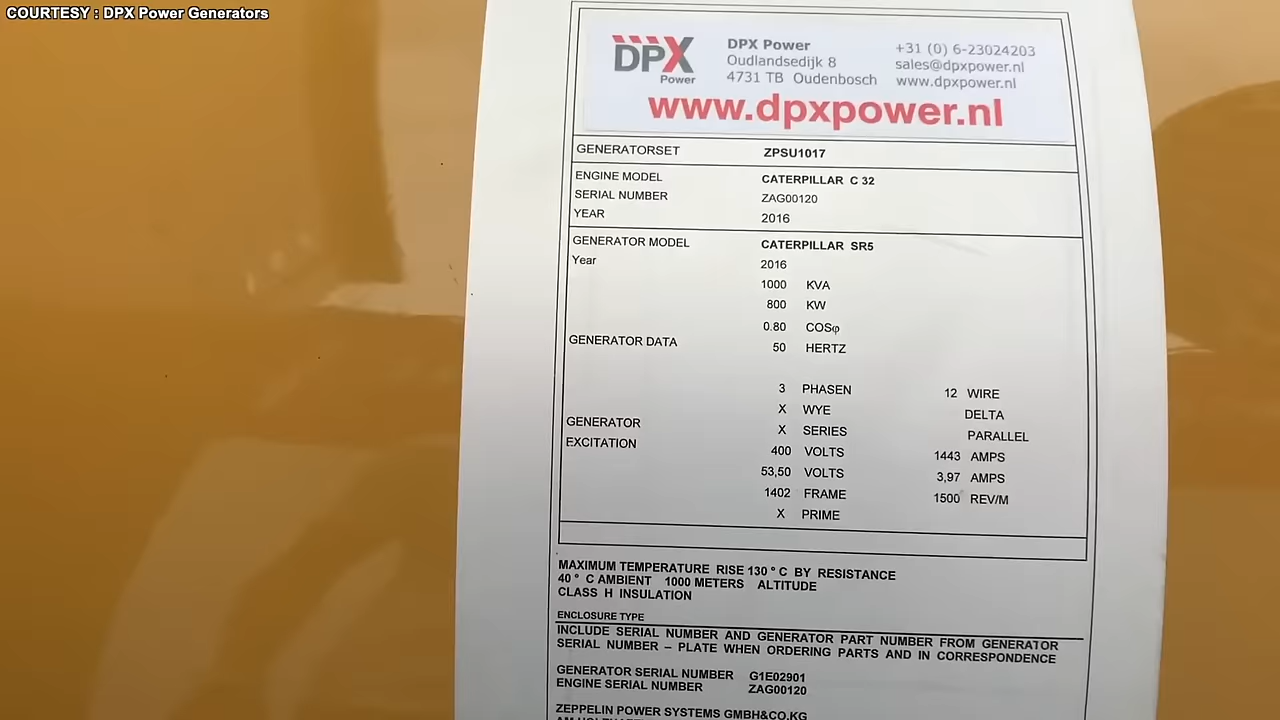 COURTESY : DPX Power Generators
DPX Power
DPX Power
Oudlandsedijk 8
4731 TB Oudenbosch
+31 (0) 6-23024203
sales@dpxpower.nl
www.dpxpower.nl
www.dpxpower.nl
GENERATORSET ZPSU1017
ENGINE MODEL CATERPILLAR C 32
SERIAL NUMBER ZAG00120
YEAR 2016
GENERATOR MODEL CATERPILLAR SR5
Year 2016
1000 KVA
800 KW
0.80 COSφ
GENERATOR DATA 50 HERTZ
3 PHASEN 12 WIRE
X WYE DELTA
GENERATOR X SERIES PARALLEL
EXCITATION 400 VOLTS 1443 AMPS
53,50 VOLTS 3,97 AMPS
1402 FRAME 1500 REV/M
X PRIME
MAXIMUM TEMPERATURE RISE 130 ° C BY RESISTANCE
40 ° C AMBIENT 1000 METERS ALTITUDE
CLASS H INSULATION
ENCLOSURE TYPE
INCLUDE SERIAL NUMBER AND GENERATOR PART NUMBER FROM GENERATOR
SERIAL NUMBER – PLATE WHEN ORDERING PARTS AND IN CORRESPONDENCE
GENERATOR SERIAL NUMBER G1E02901
ENGINE SERIAL NUMBER ZAG00120
ZEPPELIN POWER SYSTEMS GMBH&CO.KG